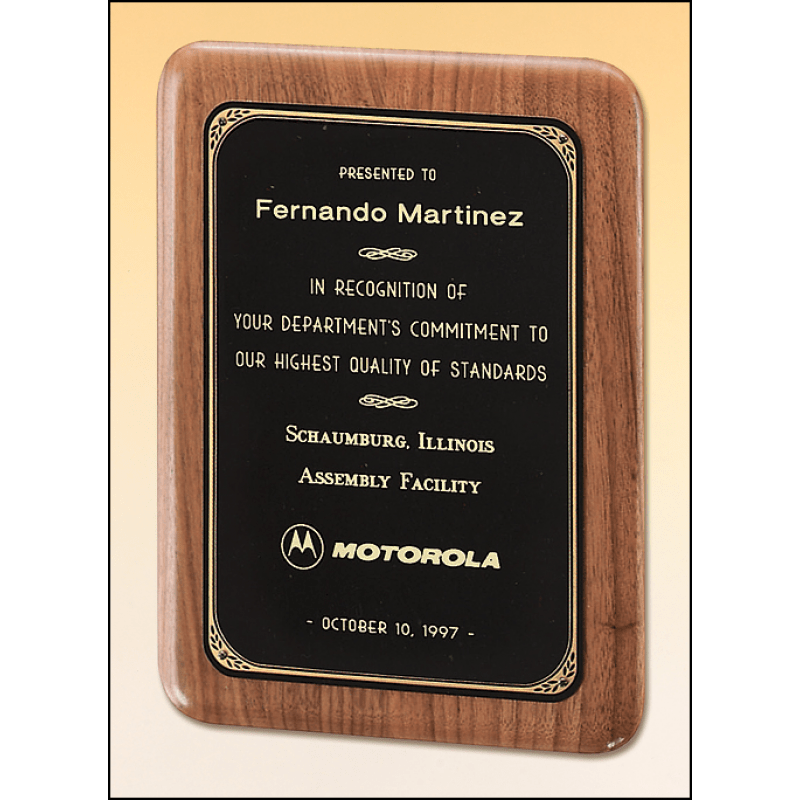 PRESENTED TO
Fernando Martinez
IN RECOGNITION OF
YOUR DEPARTMENT'S COMMITMENT TO
OUR HIGHEST QUALITY OF STANDARDS
SCHAUMBURG, ILLINOIS
ASSEMBLY FACILITY
MOTOROLA
- OCTOBER 10, 1997 -